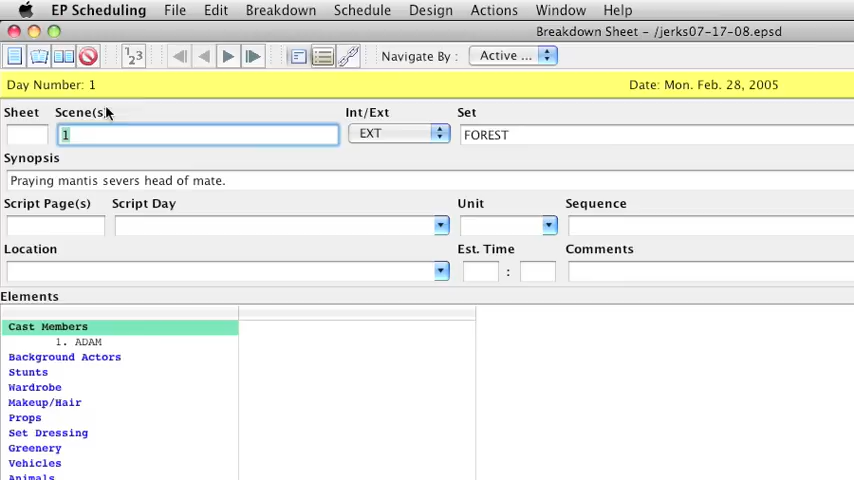 EP Scheduling File Edit Breakdown Schedule Design Actions Window Help
Breakdown Sheet - /jerks07-17-08.epsd
123 Navigate By : Active ...
Day Number: 1 Date: Mon. Feb. 28, 2005
Sheet Scene(s) Int/Ext Set
1 EXT FOREST
Synopsis
Praying mantis severs head of mate.
Script Page(s) Script Day Unit Sequence
Location Est. Time Comments
:
Elements
Cast Members
1. ADAM
Background Actors
Stunts
Wardrobe
Makeup/Hair
Props
Set Dressing
Greenery
Vehicles
Animals